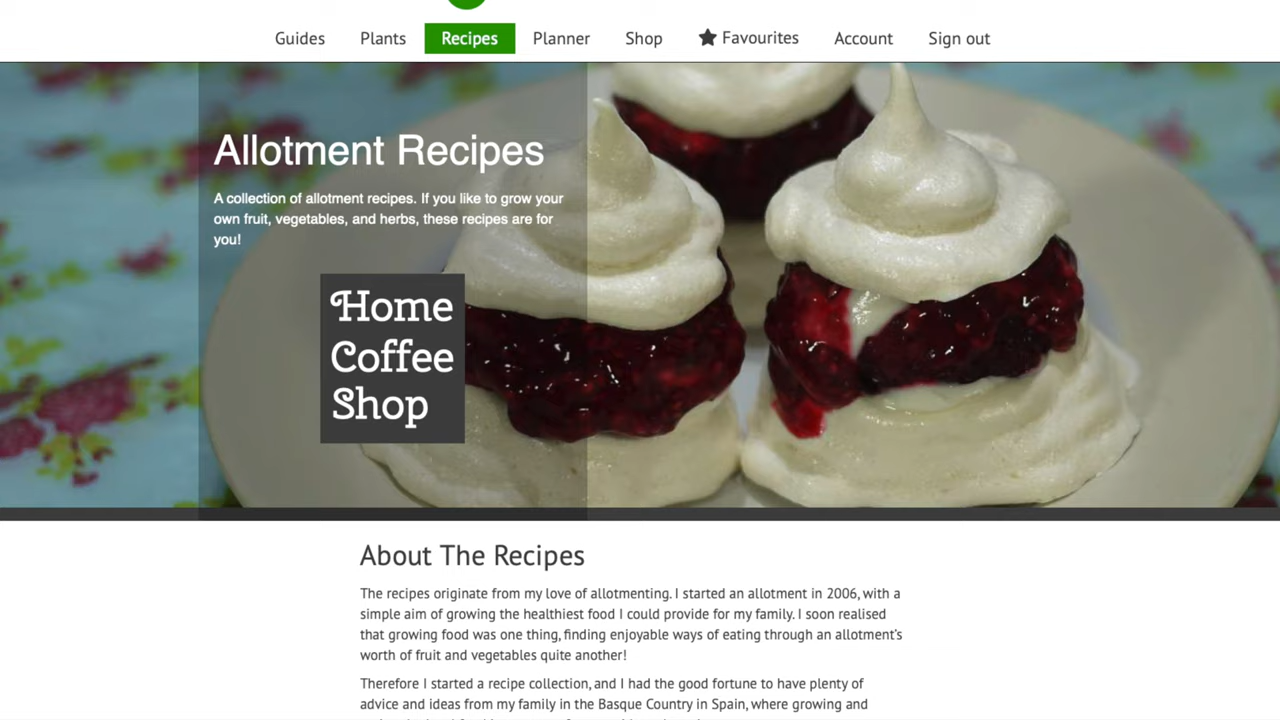 Guides Plants Recipes Planner Shop Favourites Account Sign out
Allotment Recipes
A collection of allotment recipes. If you like to grow your
own fruit, vegetables, and herbs, these recipes are for
you!
Home
Coffee
Shop
About The Recipes
The recipes originate from my love of allotmenting. I started an allotment in 2006, with a
simple aim of growing the healthiest food I could provide for my family. I soon realised
that growing food was one thing, finding enjoyable ways of eating through an allotment's
worth of fruit and vegetables quite another!
Therefore I started a recipe collection, and I had the good fortune to have plenty of
advice and ideas from my family in the Basque Country in Spain, where growing and